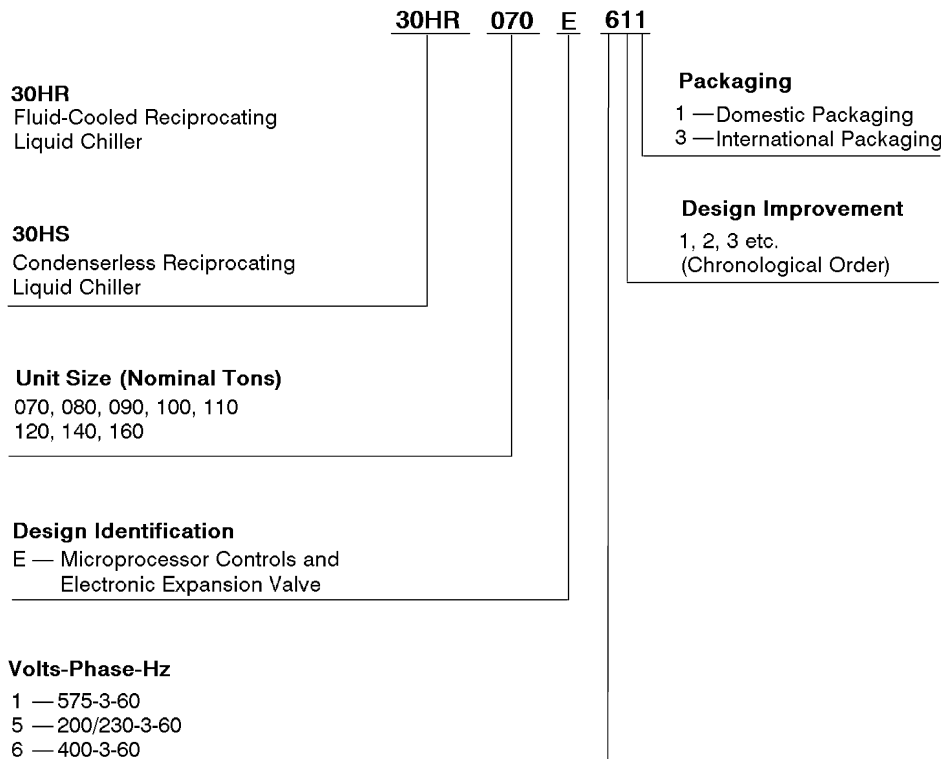 30HR 070 E 611
30HR
Fluid-Cooled Reciprocating
Liquid Chiller
30HS
Condenserless Reciprocating
Liquid Chiller
Unit Size (Nominal Tons)
070, 080, 090, 100, 110
120, 140, 160
Design Identification
E — Microprocessor Controls and
Electronic Expansion Valve
Volts-Phase-Hz
1 — 575-3-60
5 — 200/230-3-60
6 — 400-3-60
Packaging
1 — Domestic Packaging
3 — International Packaging
Design Improvement
1, 2, 3 etc.
(Chronological Order)